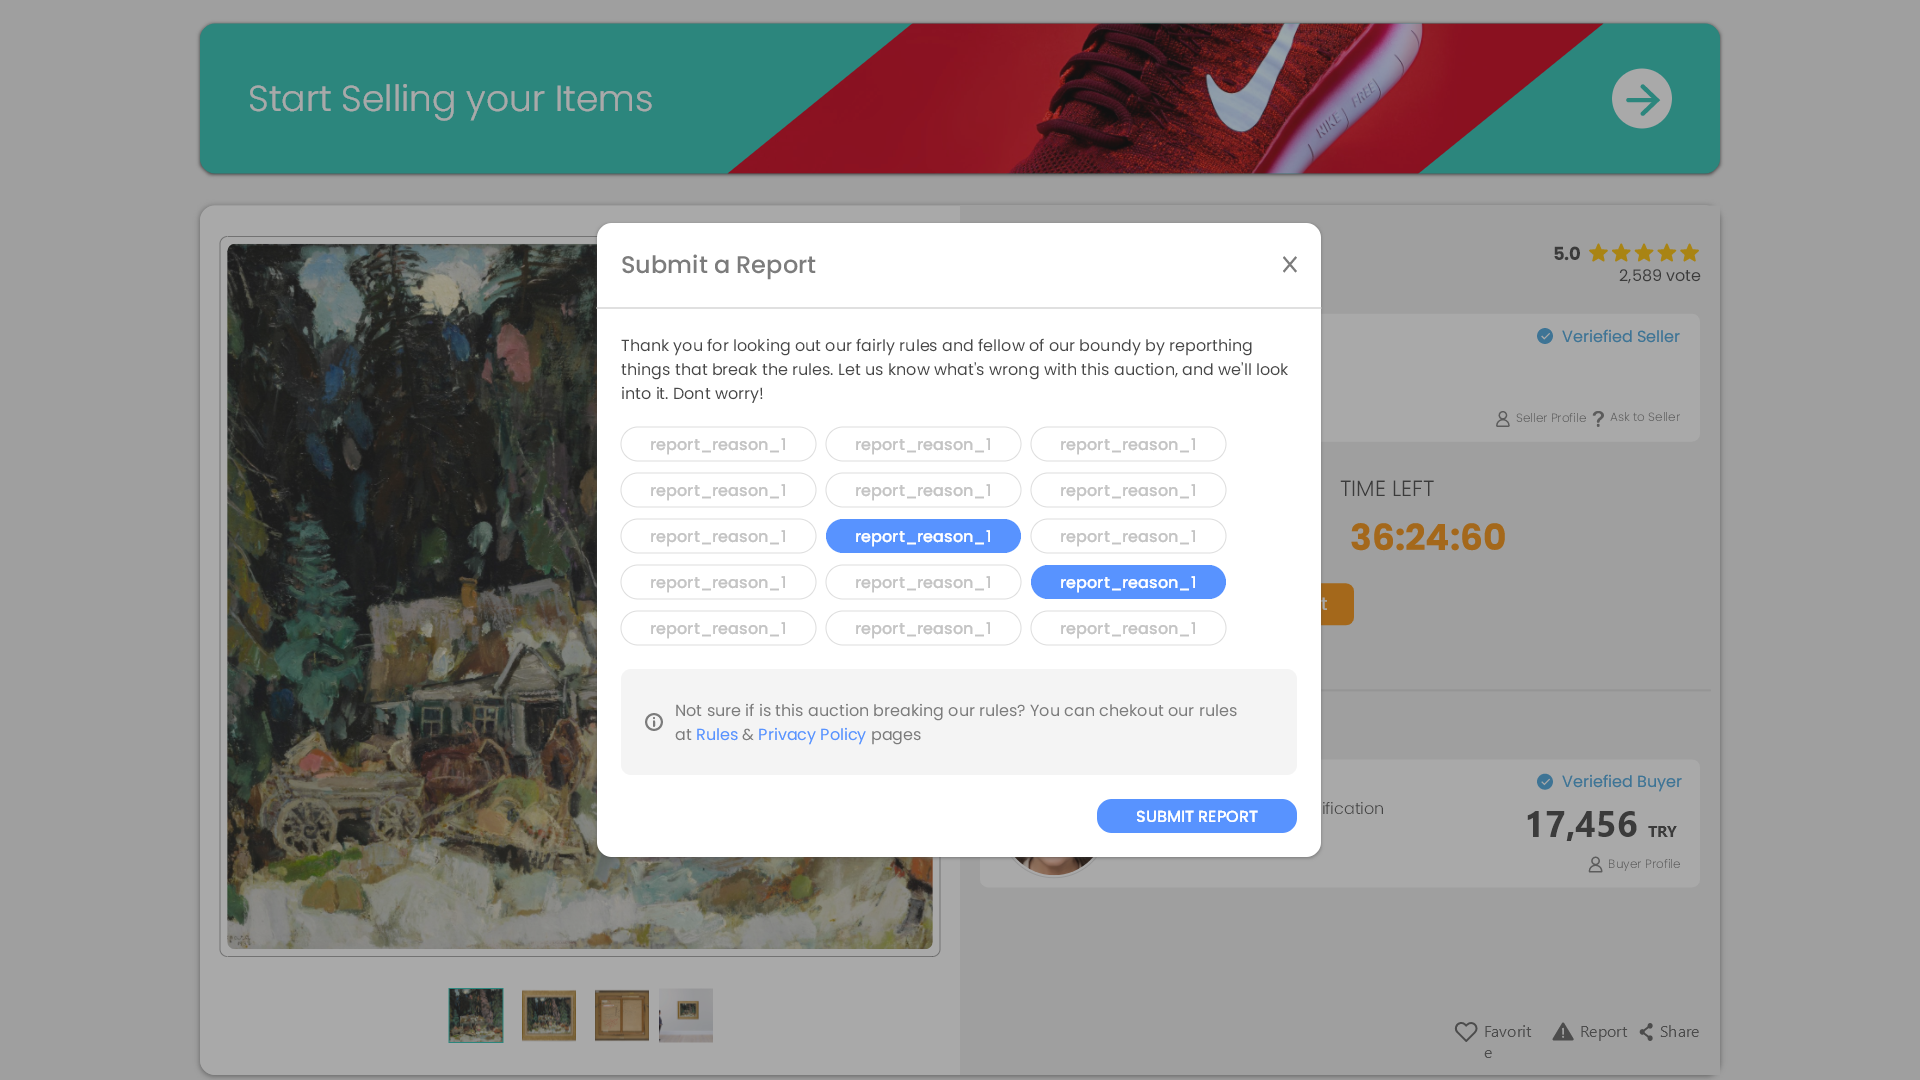 Start Selling your Items
NIKE FREE
5.0
2,589 vote
Submit a Report
X
Veriefied Seller
Thank you for looking out our fairly rules and fellow of our boundy by reporthing
things that break the rules. Let us know what's wrong with this auction, and we'll look
into it. Dont worry!
Seller Profile ? Ask to Seller
report_reason_1 report_reason_1 report_reason_1
report_reason_1 report_reason_1 report_reason_1
TIME LEFT
report_reason_1 report_reason_1 report_reason_1
36:24:60
report_reason_1 report_reason_1 report_reason_1
t
report_reason_1 report_reason_1 report_reason_1
Not sure if is this auction breaking our rules? You can chekout our rules
at Rules & Privacy Policy pages
Veriefied Buyer
ification
17,456 TRY
SUBMIT REPORT
Buyer Profile
Favorit
e
Report
Share